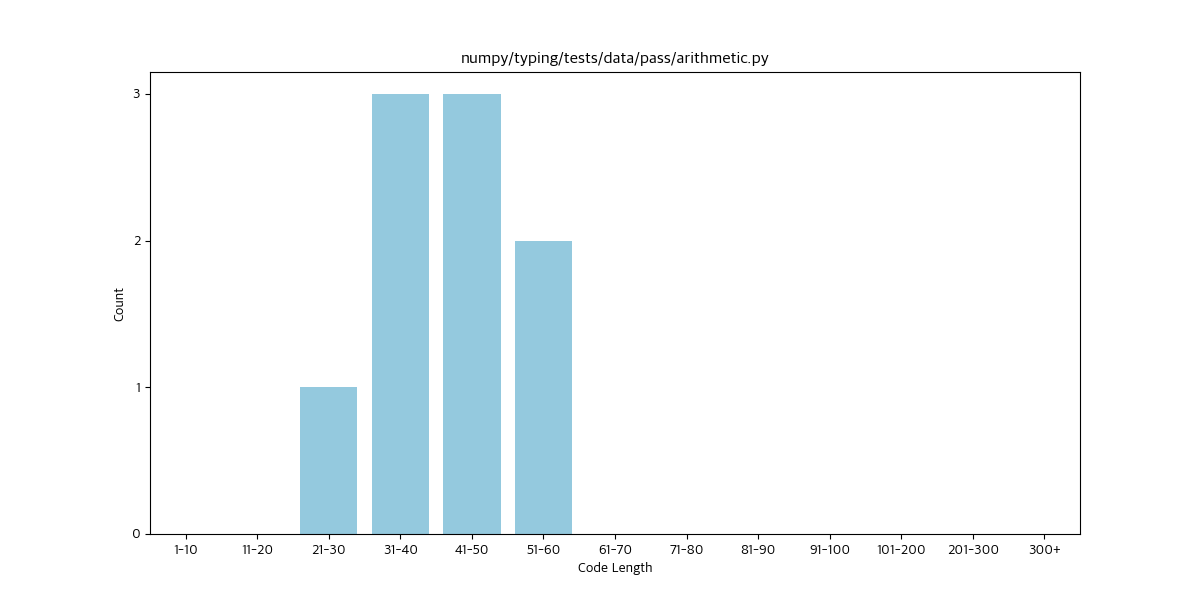 numpy/typing/tests/data/pass/arithmetic.py
3
2
1
0
Count
1-10 11-20 21-30 31-40 41-50 51-60 61-70 71-80 81-90 91-100 101-200 201-300 300+
Code Length